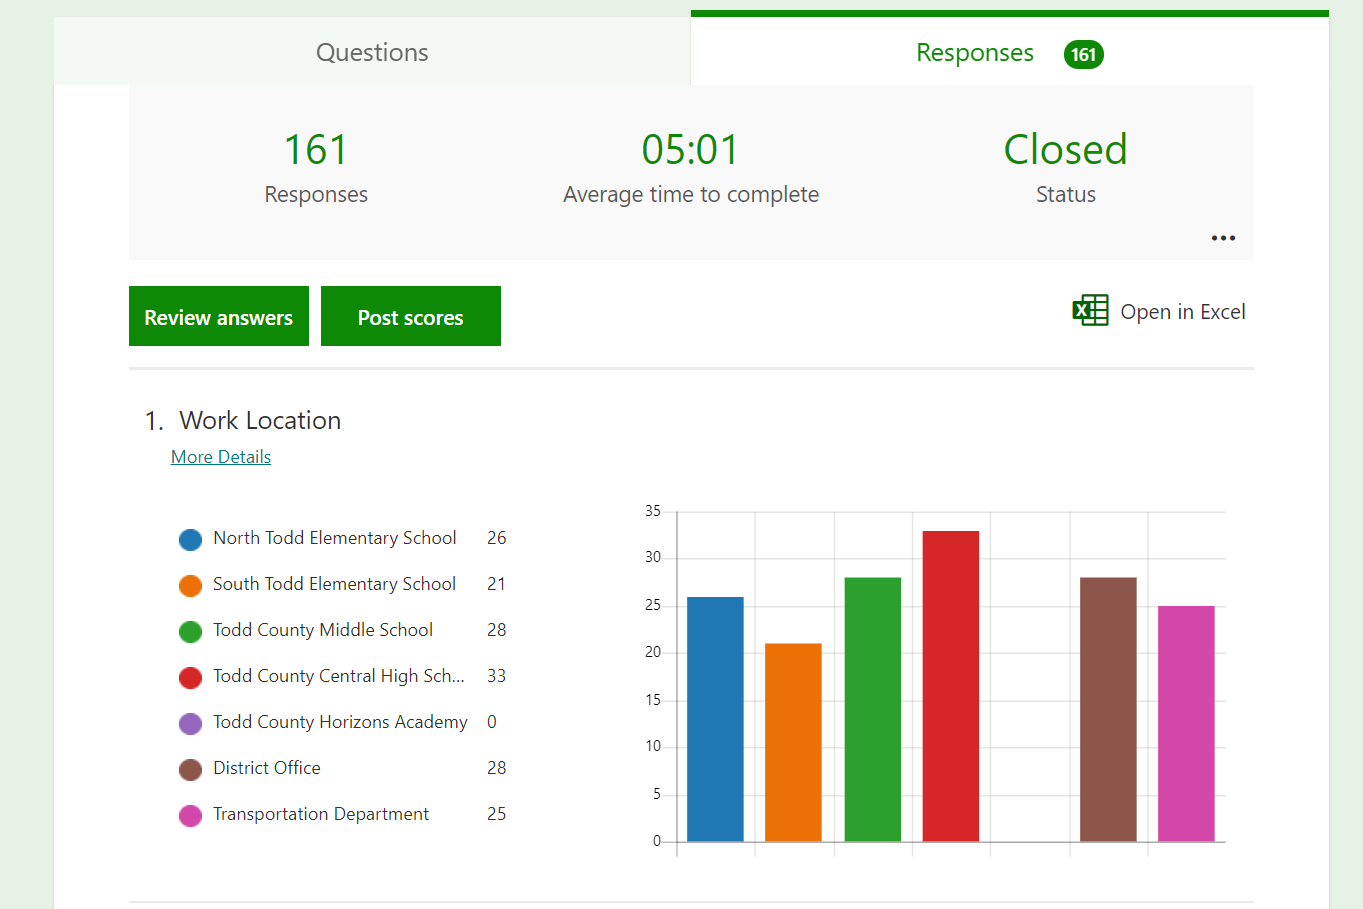 Questions
Responses 161
161 05:01 Closed
Responses Average time to complete Status
Review answers Post scores Open in Excel
1. Work Location
More Details
North Todd Elementary School 26
South Todd Elementary School 21
Todd County Middle School 28
Todd County Central High Sch... 33
Todd County Horizons Academy 0
District Office 28
Transportation Department 25
35
30
25
20
15
10
5
0